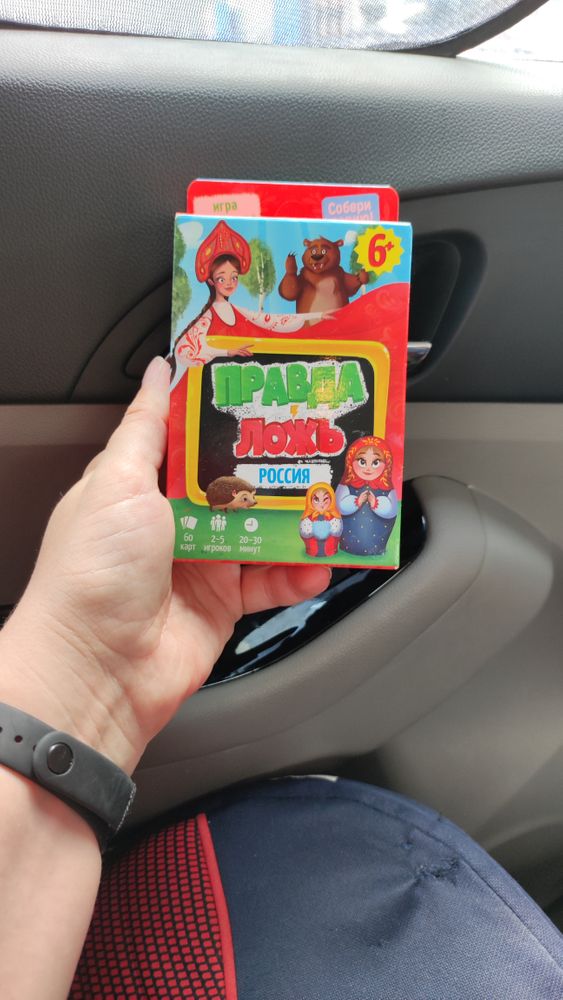 игра
Собери
6+
ПРАВДА
ЛОЖЬ
РОССИЯ
60 2-5 20-30
карт игроков минут